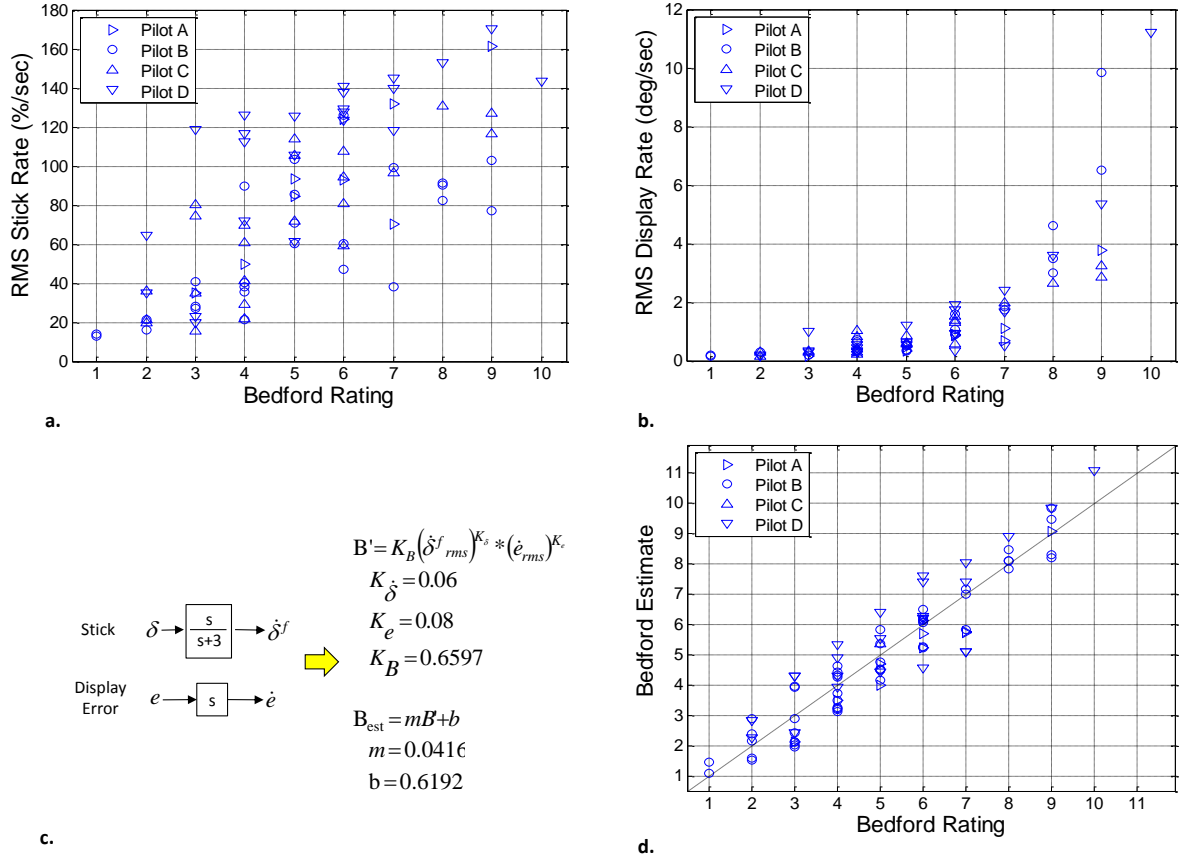 180
160
140
120
100
80
60
40
20
0
RMS Stick Rate (%/sec)
Pilot A
Pilot B
Pilot C
Pilot D
1 2 3 4 5 6 7 8 9 10
Bedford Rating
a.
12
10
8
6
4
2
0
RMS Display Rate (deg/sec)
Pilot A
Pilot B
Pilot C
Pilot D
1 2 3 4 5 6 7 8 9 10
Bedford Rating
b.
Stick δ s/(s+3) δ̇^f
Display Error e s ė
B'=K_B(δ̇^f_rms)^{K_δ}*(ė_rms)^{K_e}
K_δ̇=0.06
K_e=0.08
K_B=0.6597
B_est=mB'+b
m=0.0416
b=0.6192
c.
11
10
9
8
7
6
5
4
3
2
1
Bedford Estimate
Pilot A
Pilot B
Pilot C
Pilot D
1 2 3 4 5 6 7 8 9 10 11
Bedford Rating
d.